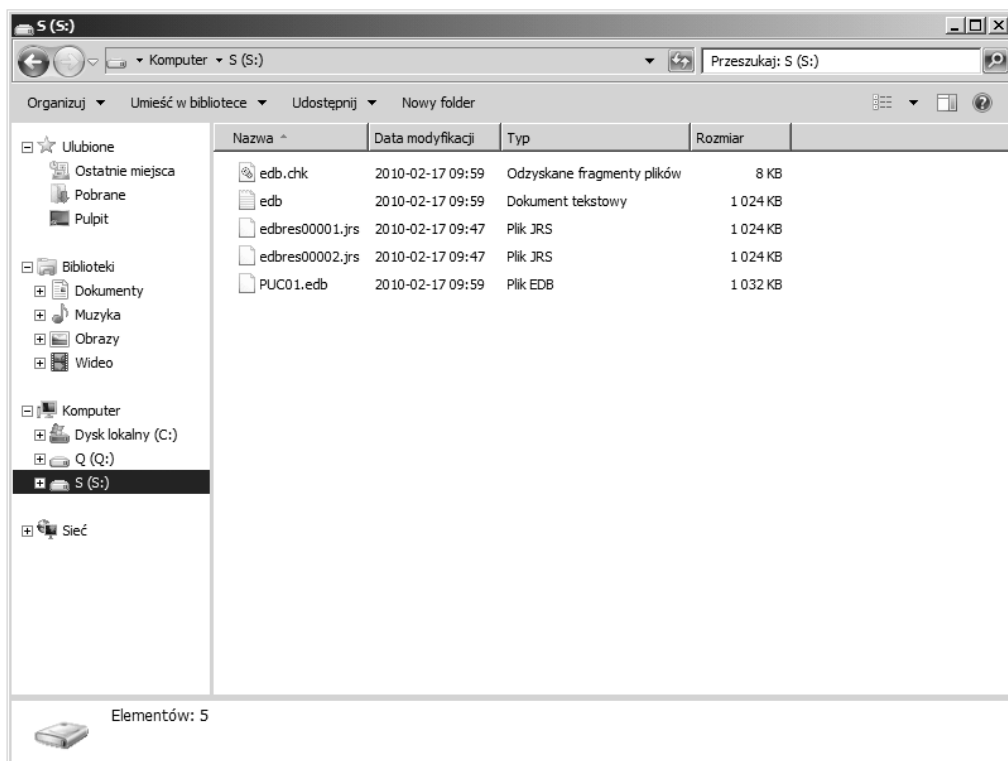 S (S:)
Komputer S (S:)
Przeszukaj: S (S:)
Organizuj Umieść w bibliotece Udostępnij Nowy folder
Ulubione
Ostatnie miejsca
Pobrane
Pulpit
Biblioteki
Dokumenty
Muzyka
Obrazy
Wideo
Komputer
Dysk lokalny (C:)
Q (Q:)
S (S:)
Sieć
Nazwa Data modyfikacji Typ Rozmiar
edb.chk 2010-02-17 09:59 Odzyskane fragmenty plików 8 KB
edb 2010-02-17 09:59 Dokument tekstowy 1 024 KB
edbres00001.jrs 2010-02-17 09:47 Plik JRS 1 024 KB
edbres00002.jrs 2010-02-17 09:47 Plik JRS 1 024 KB
PUC01.edb 2010-02-17 09:59 Plik EDB 1 032 KB
Elementów: 5